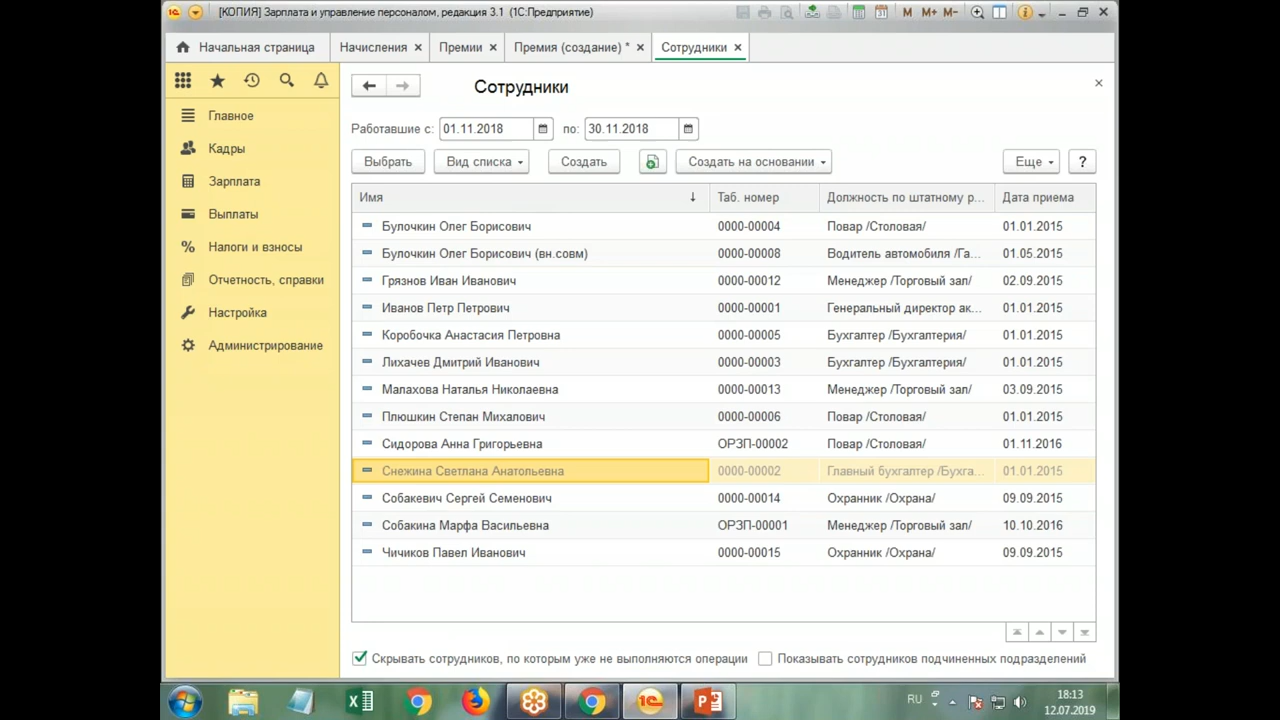 [КОПИЯ] Зарплата и управление персоналом, редакция 3.1 (1С:Предприятие)
M M+ M-
Начальная страница Начисления × Премии × Премия (создание) * × Сотрудники ×
Главное
Кадры
Зарплата
Выплаты
Налоги и взносы
Отчетность, справки
Настройка
Администрирование
Сотрудники
Работавшие с: 01.11.2018 по: 30.11.2018
Выбрать Вид списка Создать Создать на основании Еще ?
Имя ↓ Таб. номер Должность по штатному р... Дата приема
Булочкин Олег Борисович 0000-00004 Повар /Столовая/ 01.01.2015
Булочкин Олег Борисович (вн.совм) 0000-00008 Водитель автомобиля /Га... 01.05.2015
Грязнов Иван Иванович 0000-00012 Менеджер /Торговый зал/ 02.09.2015
Иванов Петр Петрович 0000-00001 Генеральный директор ак... 01.01.2015
Коробочка Анастасия Петровна 0000-00005 Бухгалтер /Бухгалтерия/ 01.01.2015
Лихачев Дмитрий Иванович 0000-00003 Бухгалтер /Бухгалтерия/ 01.01.2015
Малахова Наталья Николаевна 0000-00013 Менеджер /Торговый зал/ 03.09.2015
Плюшкин Степан Михалович 0000-00006 Повар /Столовая/ 01.01.2015
Сидорова Анна Григорьевна ОРЗП-00002 Повар /Столовая/ 01.11.2016
Снежина Светлана Анатольевна 0000-00002 Главный бухгалтер /Бухга... 01.01.2015
Собакевич Сергей Семенович 0000-00014 Охранник /Охрана/ 09.09.2015
Собакина Марфа Васильевна ОРЗП-00001 Менеджер /Торговый зал/ 10.10.2016
Чичиков Павел Иванович 0000-00015 Охранник /Охрана/ 09.09.2015
Скрывать сотрудников, по которым уже не выполняются операции Показывать сотрудников подчиненных подразделений
RU 18:13
12.07.2019